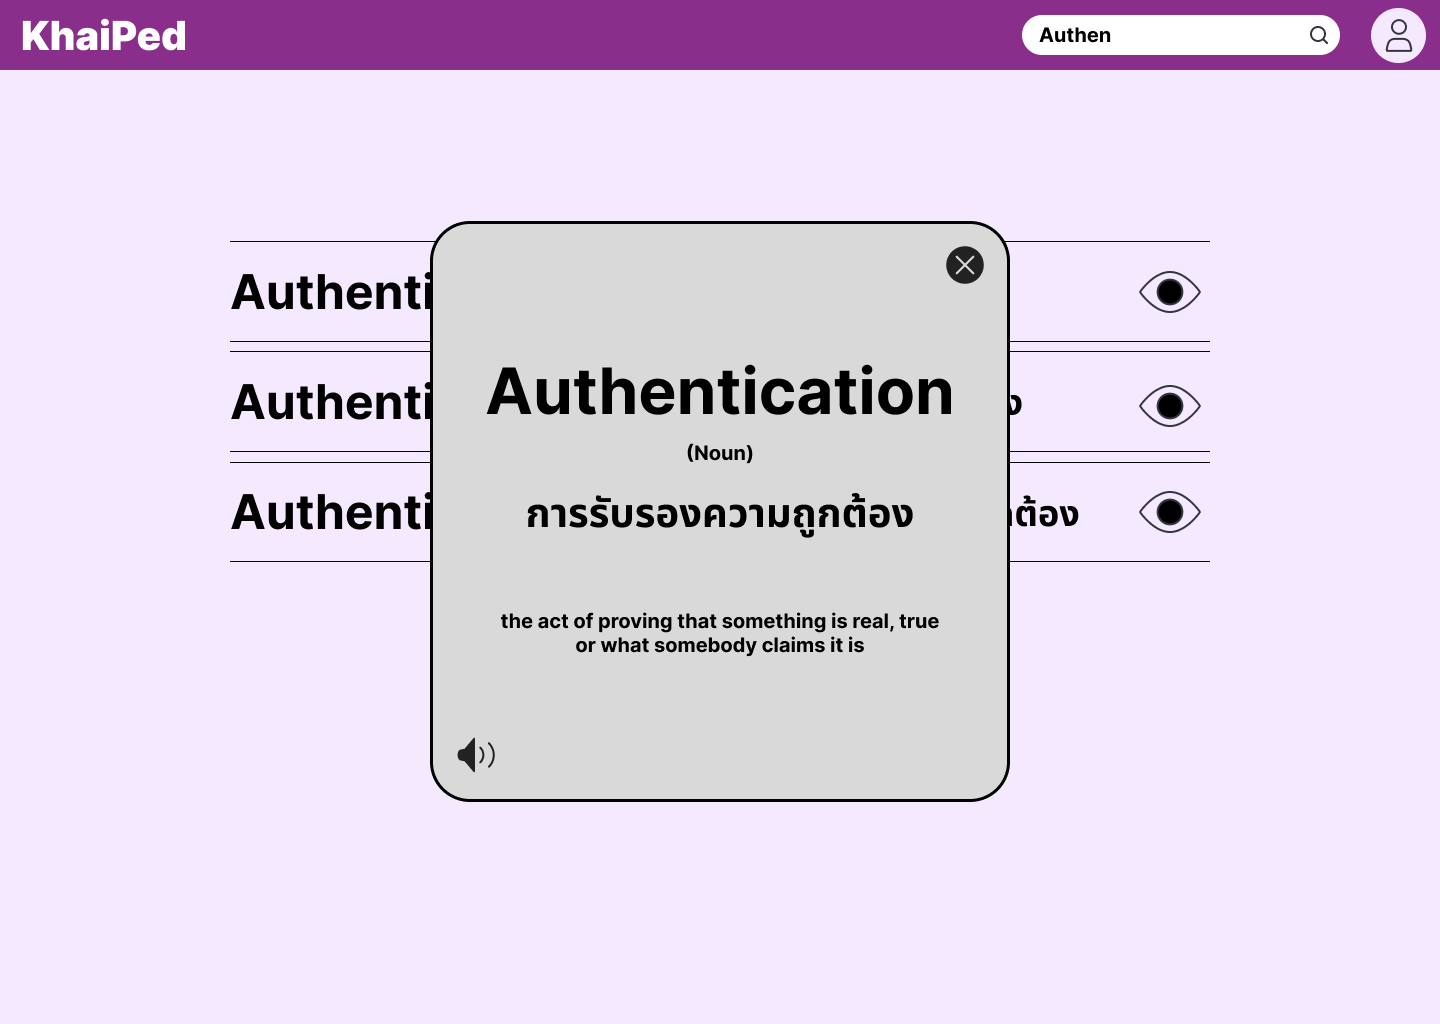 KhaiPed
Authen
Authenti
Authenti
Authenti
ต้อง
Authentication
(Noun)
การรับรองความถูกต้อง
the act of proving that something is real, true
or what somebody claims it is